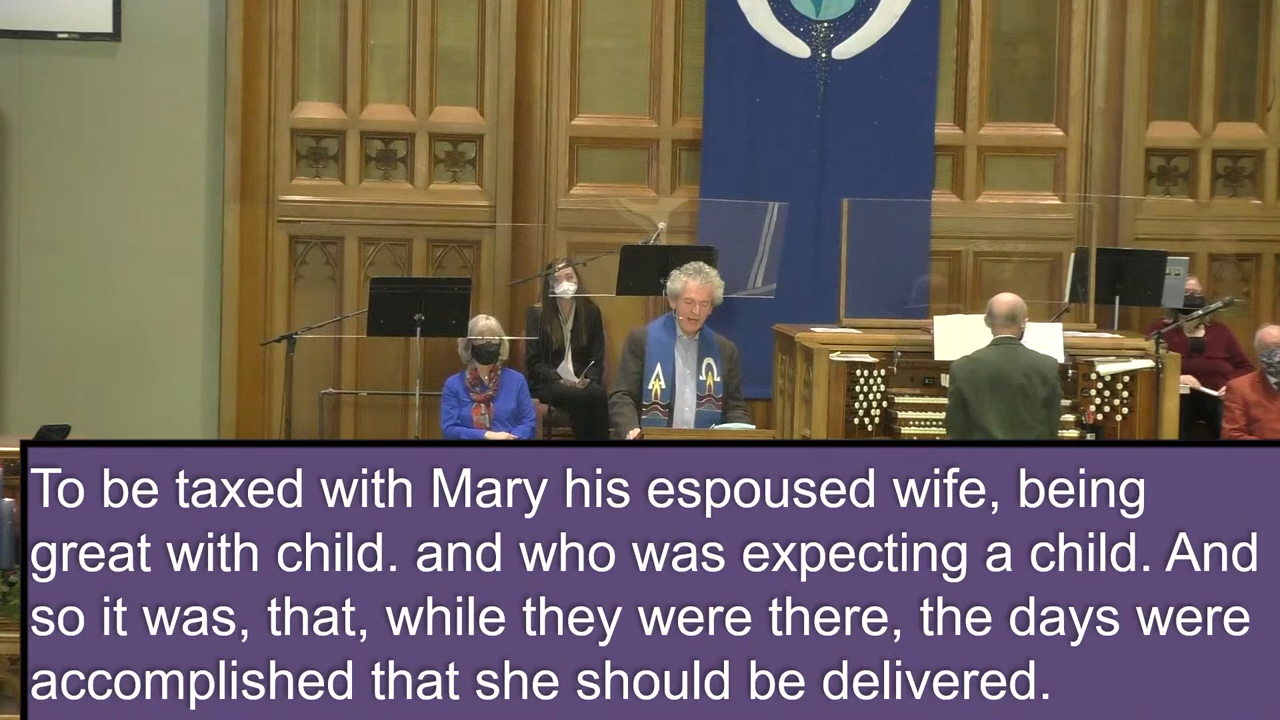 To be taxed with Mary his espoused wife, being
great with child. and who was expecting a child. And
so it was, that, while they were there, the days were
accomplished that she should be delivered.